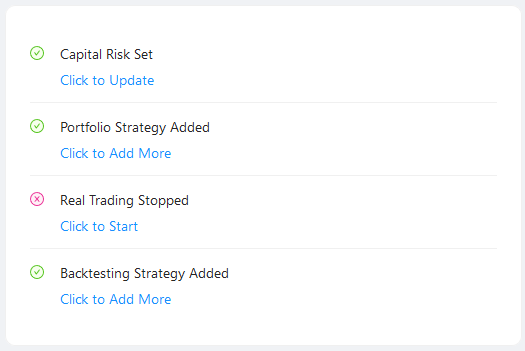 Capital Risk Set
Click to Update
Portfolio Strategy Added
Click to Add More
Real Trading Stopped
Click to Start
Backtesting Strategy Added
Click to Add More